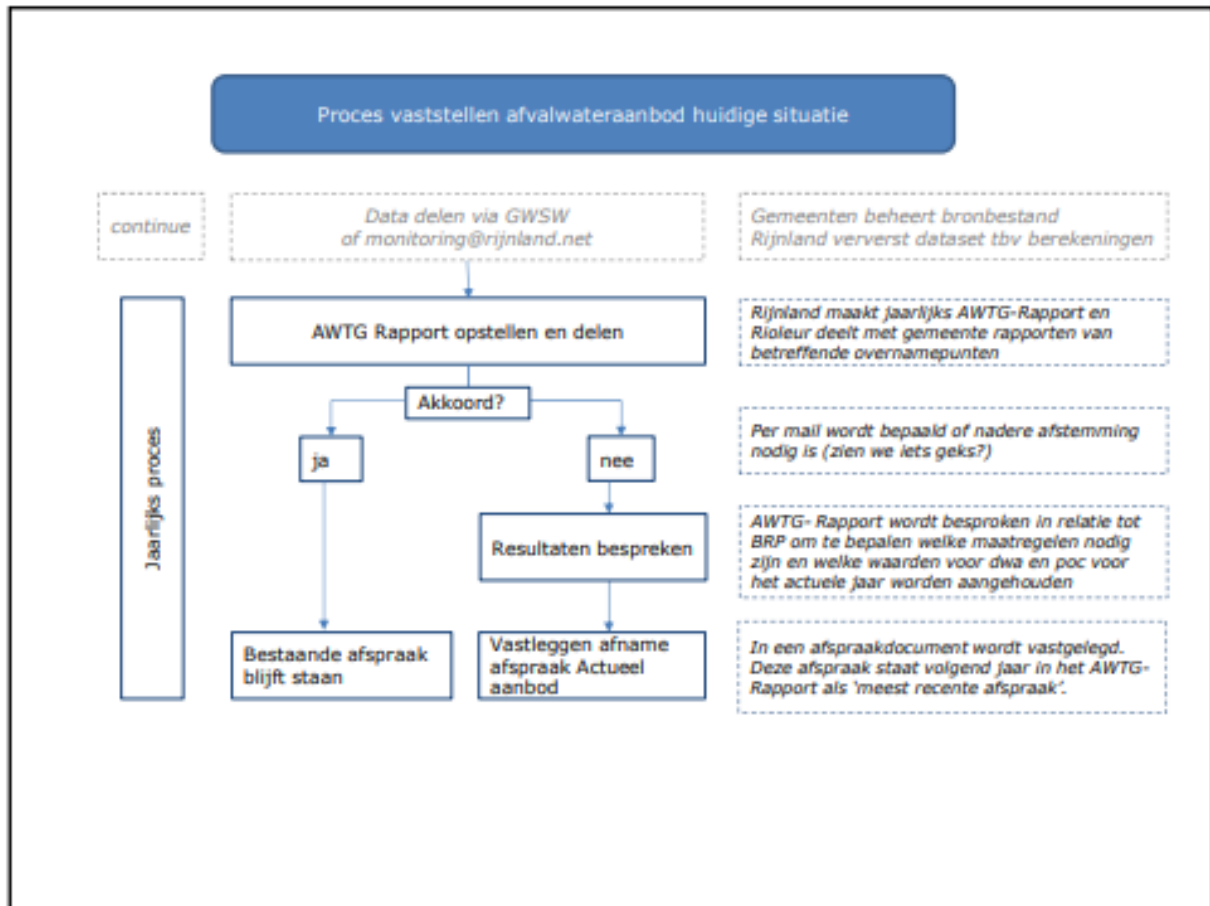 Proces vaststellen afvalwateraanbod huidige situatie
continue
Data delen via GWSW
of monitoring@rijnland.net
Gemeenten beheert bronbestand
Rijnland ververst dataset tbv berekeningen
Jaarlijks proces
AWTG Rapport opstellen en delen
Rijnland maakt jaarlijks AWTG-Rapport en
Rioleur deelt met gemeente rapporten van
betreffende overnamepunten
Akkoord?
ja
nee
Per mail wordt bepaald of nadere afstemming
nodig is (zien we iets geks?)
Resultaten bespreken
AWTG- Rapport wordt besproken in relatie tot
BRP om te bepalen welke maatregelen nodig
zijn en welke waarden voor dwa en poc voor
het actuele jaar worden aangehouden
Bestaande afspraak
blijft staan
Vastleggen afname
afspraak Actueel
aanbod
In een afspraakdocument wordt vastgelegd.
Deze afspraak staat volgend jaar in het AWTG-
Rapport als 'meest recente afspraak'.